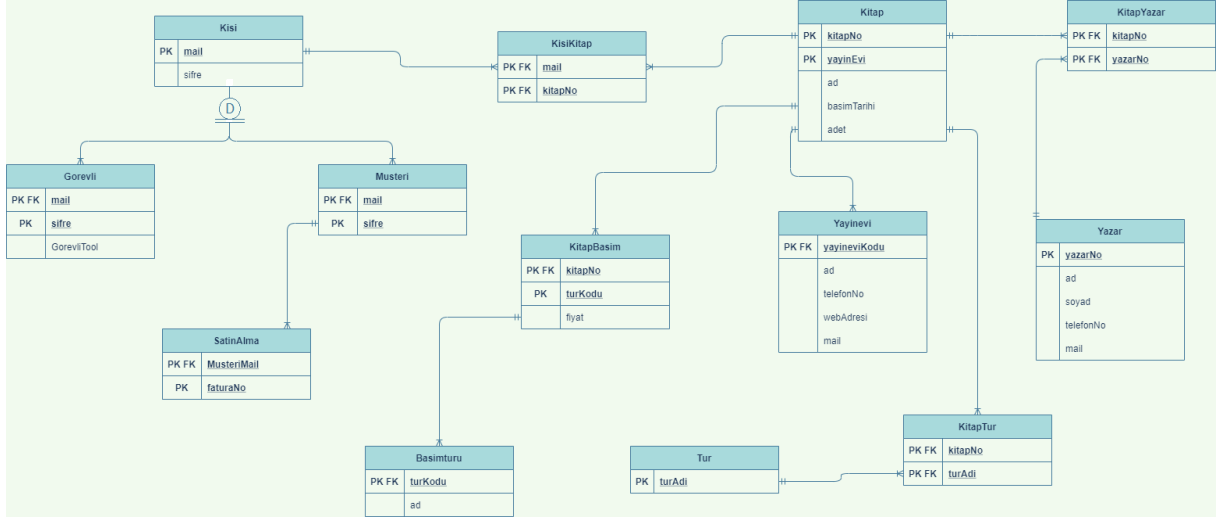 Kisi
PK mail
sifre
D
KisiKitap
PK FK mail
PK FK kitapNo
Kitap
PK kitapNo
PK yayinEvi
ad
basimTarihi
adet
KitapYazar
PK FK kitapNo
PK FK yazarNo
Gorevli
PK FK mail
PK sifre
GorevliTool
Musteri
PK FK mail
PK sifre
KitapBasim
PK FK kitapNo
PK turKodu
fiyat
Yayinevi
PK FK yayineviKodu
ad
telefonNo
webAdresi
mail
Yazar
PK yazarNo
ad
soyad
telefonNo
mail
SatinAlma
PK FK MusteriMail
PK faturaNo
Basimturu
PK FK turKodu
ad
Tur
PK turAdi
KitapTur
PK FK kitapNo
PK FK turAdi